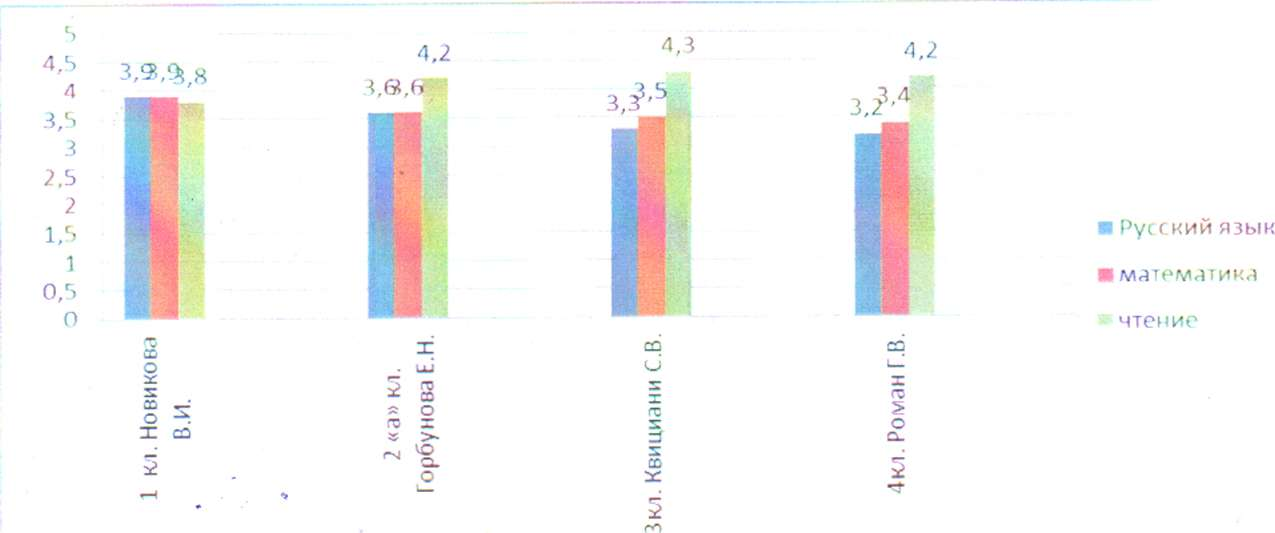 5
4,5
4
3,5
3
2,5
2
1,5
1
0,5
0
3,9 3,9 3,8
3,6 3,6 4,2
3,3 3,5 4,3
3,2 3,4 4,2
1 кл. Новикова
В.И.
2 «а» кл.
Горбунова Е.Н.
3кл. Квициани С.В.
4кл. Роман Г.В.
Русский язык
математика
чтение